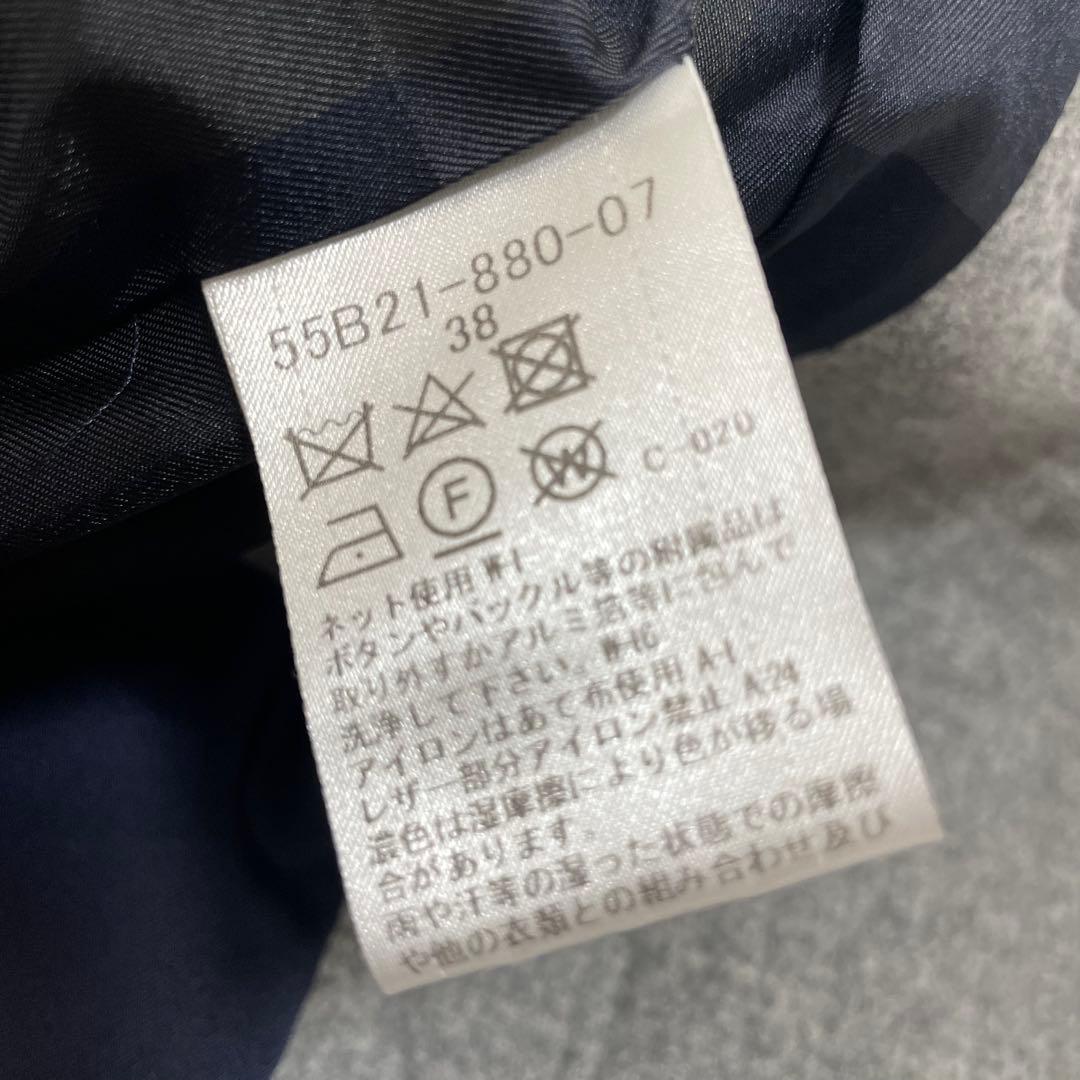 55B21-880-07
38
F W C-020
ネット使用 W-1
ボタンやバックル等の附属品は
取り外すかアルミ箔等に包んで
洗浄して下さい。W-16
アイロンはあて布使用 A-1
レザー部分アイロン禁止 A-24
濃色は湿摩擦により色が移る場
合があります。
雨や汗等の湿った状態での摩擦
や他の衣類との組み合わせ及び